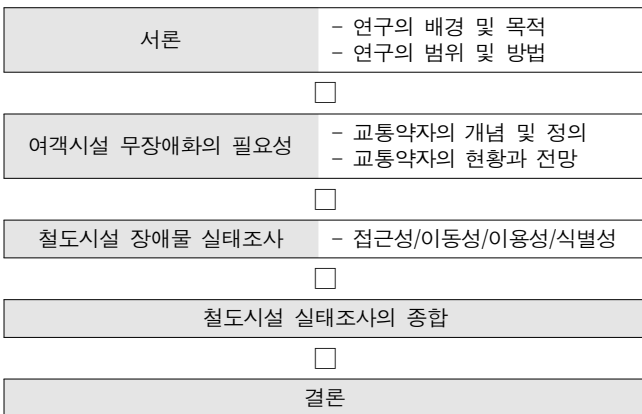 서론
– 연구의 배경 및 목적
– 연구의 범위 및 방법
여객시설 무장애화의 필요성
– 교통약자의 개념 및 정의
– 교통약자의 현황과 전망
철도시설 장애물 실태조사
– 접근성/이동성/이용성/식별성
철도시설 실태조사의 종합
결론